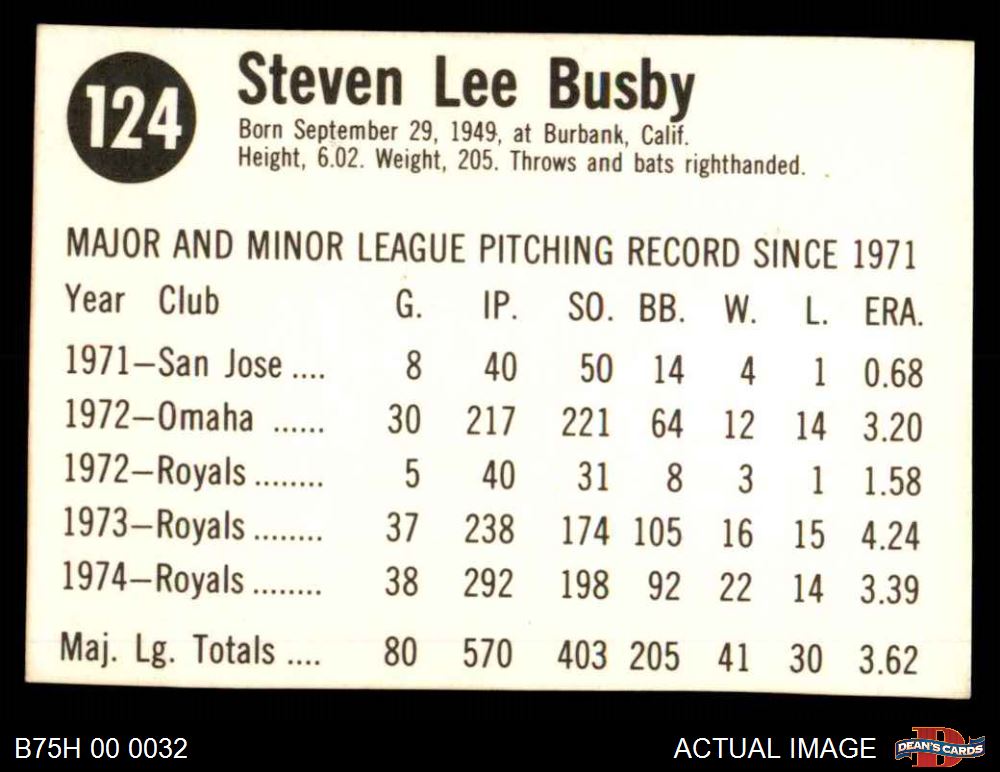 124
Steven Lee Busby
Born September 29, 1949, at Burbank, Calif.
Height, 6.02. Weight, 205. Throws and bats righthanded.
MAJOR AND MINOR LEAGUE PITCHING RECORD SINCE 1971
Year Club G. IP. SO. BB. W. L. ERA.
1971—San Jose .... 8 40 50 14 4 1 0.68
1972—Omaha ...... 30 217 221 64 12 14 3.20
1972—Royals ........ 5 40 31 8 3 1 1.58
1973—Royals ........ 37 238 174 105 16 15 4.24
1974—Royals ........ 38 292 198 92 22 14 3.39
Maj. Lg. Totals .... 80 570 403 205 41 30 3.62
B75H 00 0032
ACTUAL IMAGE
D
DEAN'S CARDS